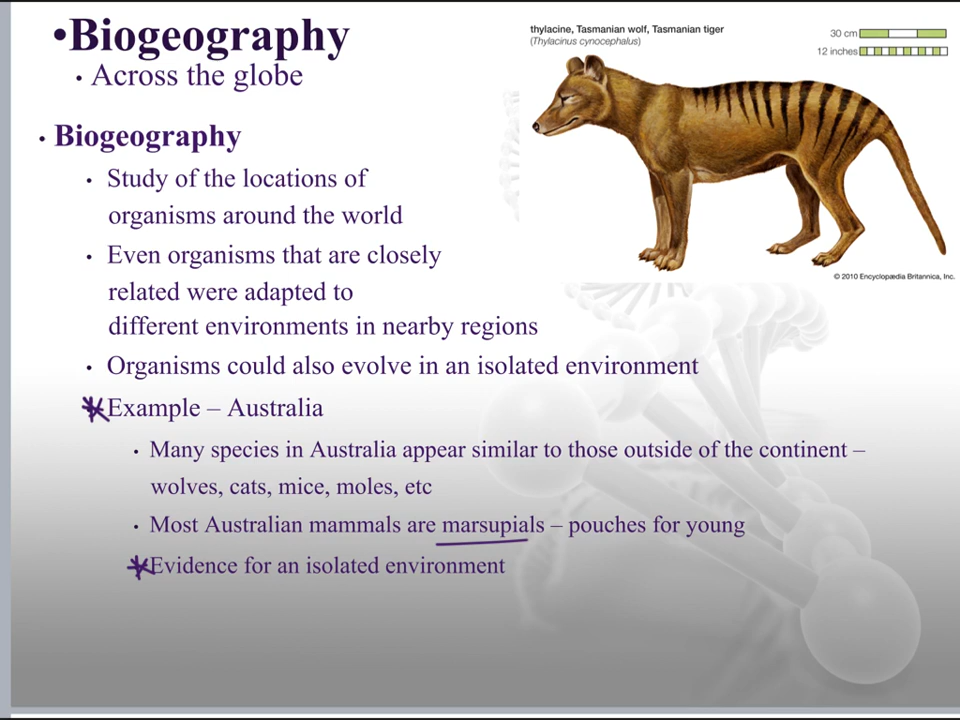 •Biogeography
• Across the globe
• Biogeography
• Study of the locations of
organisms around the world
• Even organisms that are closely
related were adapted to
different environments in nearby regions
• Organisms could also evolve in an isolated environment
Example – Australia
• Many species in Australia appear similar to those outside of the continent –
wolves, cats, mice, moles, etc
• Most Australian mammals are marsupials – pouches for young
Evidence for an isolated environment
thylacine, Tasmanian wolf, Tasmanian tiger
(Thylacinus cynocephalus)
30 cm
12 inches
© 2010 Encyclopædia Britannica, Inc.